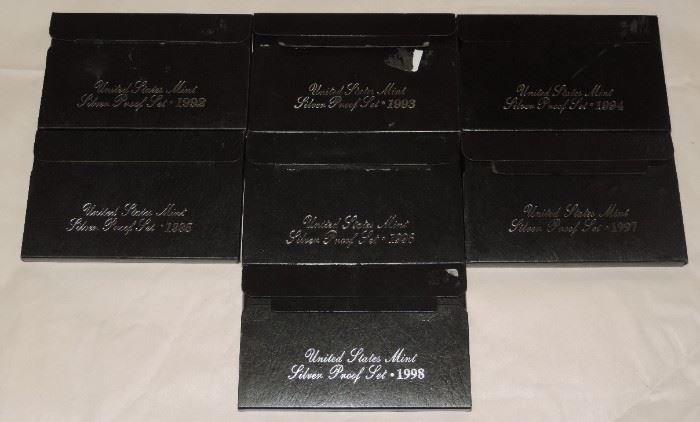 United States Mint
Silver Proof Set • 1992
United States Mint
Silver Proof Set • 1993
United States Mint
Silver Proof Set • 1994
United States Mint
Silver Proof Set • 1995
United States Mint
Silver Proof Set • 1996
United States Mint
Silver Proof Set • 1997
United States Mint
Silver Proof Set • 1998